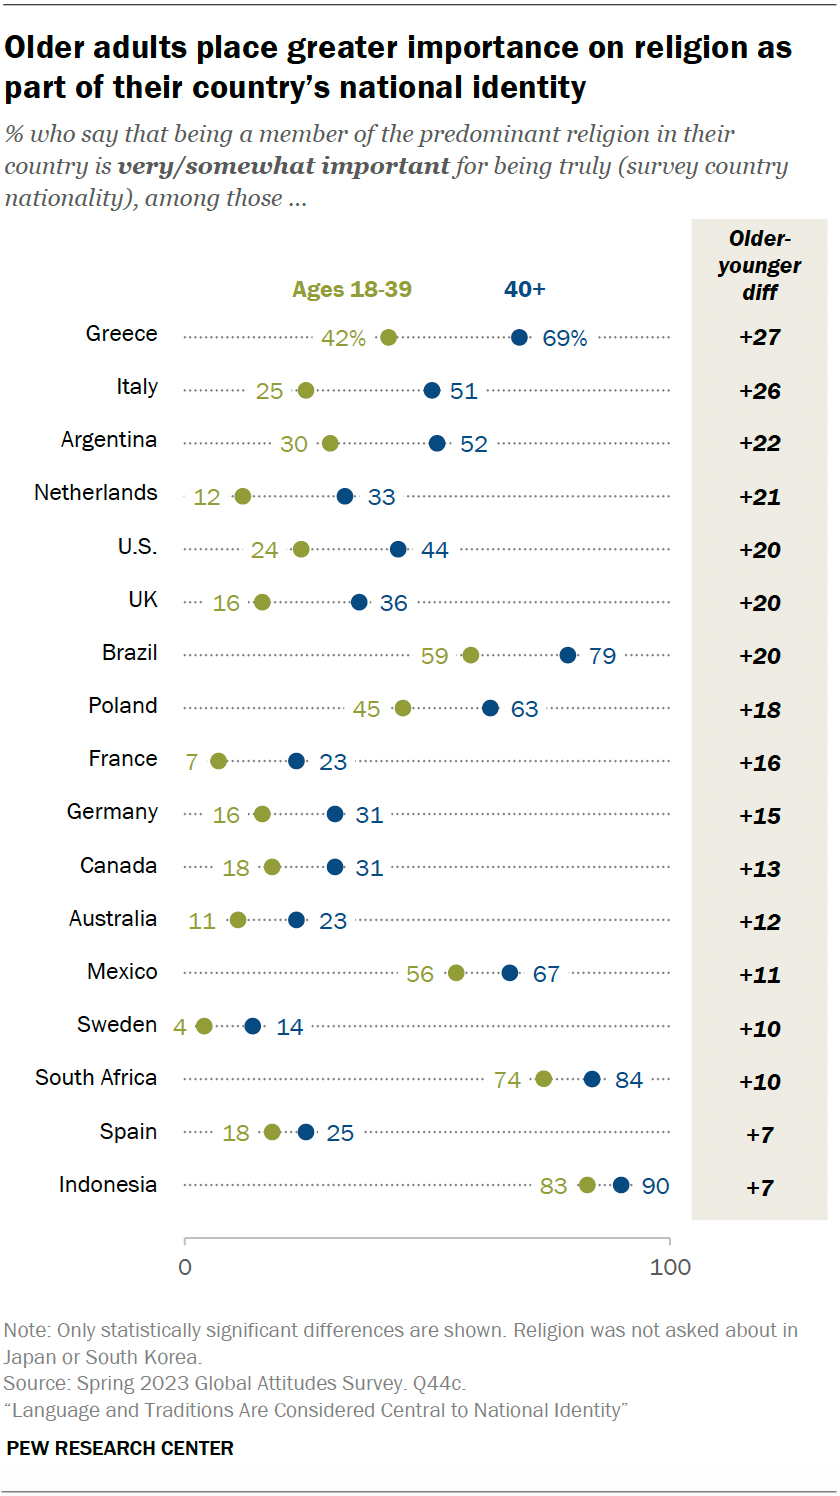 Older adults place greater importance on religion as
part of their country’s national identity
% who say that being a member of the predominant religion in their
country is very/somewhat important for being truly (survey country
nationality), among those ...
Older-
younger
diff
Ages 18-39 40+
Greece 42% 69% +27
Italy 25 51 +26
Argentina 30 52 +22
Netherlands 12 33 +21
U.S. 24 44 +20
UK 16 36 +20
Brazil 59 79 +20
Poland 45 63 +18
France 7 23 +16
Germany 16 31 +15
Canada 18 31 +13
Australia 11 23 +12
Mexico 56 67 +11
Sweden 4 14 +10
South Africa 74 84 +10
Spain 18 25 +7
Indonesia 83 90 +7
0 100
Note: Only statistically significant differences are shown. Religion was not asked about in
Japan or South Korea.
Source: Spring 2023 Global Attitudes Survey. Q44c.
“Language and Traditions Are Considered Central to National Identity”
PEW RESEARCH CENTER